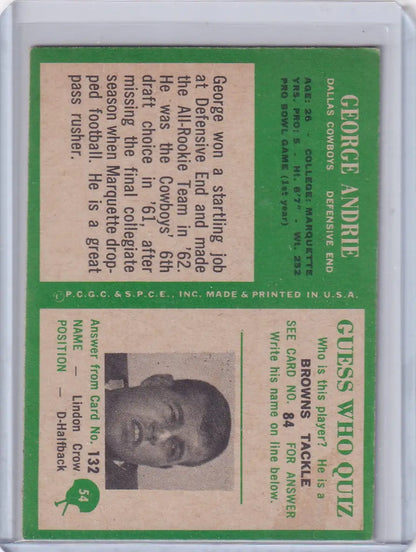 GEORGE ANDRIE
DALLAS COWBOYS DEFENSIVE END
AGE: 26 - COLLEGE: MARQUETTE
YRS. PRO: 5 - Ht. 6'7" - Wt. 252
PRO BOWL GAME (1st year)
George won a startling job
at Defensive End and made
the All-Rookie Team in '62.
He was the Cowboys' 6th
draft choice in '61, after
missing the final collegiate
season when Marquette drop-
ped football. He is a great
pass rusher.
©P.C.G.C. & S.P.C.E., INC. MADE & PRINTED IN U.S.A.
GUESS WHO QUIZ
Who is this player? He is a
BROWNS TACKLE
SEE CARD NO. 84 FOR ANSWER
Write his name on line below.
Answer from Card No. 132
NAME — Lindon Crow
POSITION — D-Halfback
54